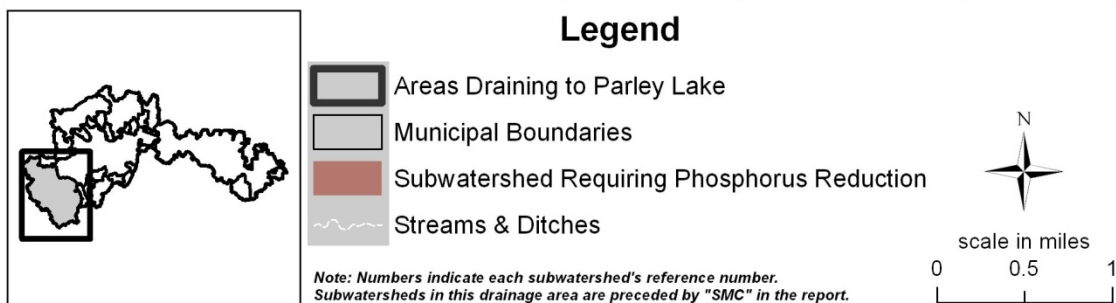 Legend
Areas Draining to Parley Lake
Municipal Boundaries
Subwatershed Requiring Phosphorus Reduction
Streams & Ditches
Note: Numbers indicate each subwatershed's reference number.
Subwatersheds in this drainage area are preceded by "SMC" in the report.
N
scale in miles
0 0.5 1